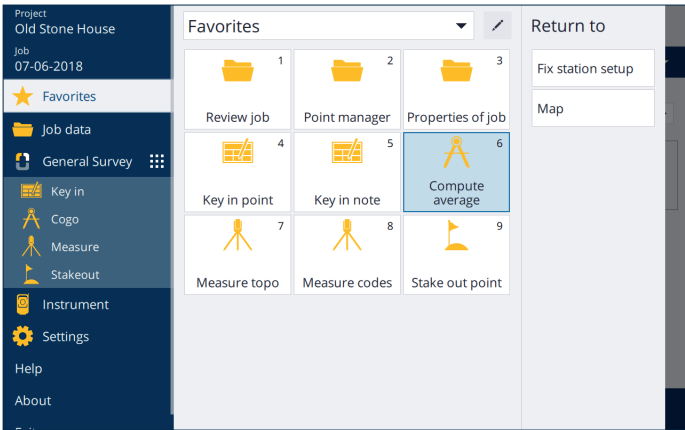 Project
Old Stone House
Job
07-06-2018
Favorites
Job data
General Survey
Key in
Cogo
Measure
Stakeout
Instrument
Settings
Help
About
Favorites
1
Review job
2
Point manager
3
Properties of job
4
Key in point
5
Key in note
6
Compute
average
7
Measure topo
8
Measure codes
9
Stake out point
Return to
Fix station setup
Map